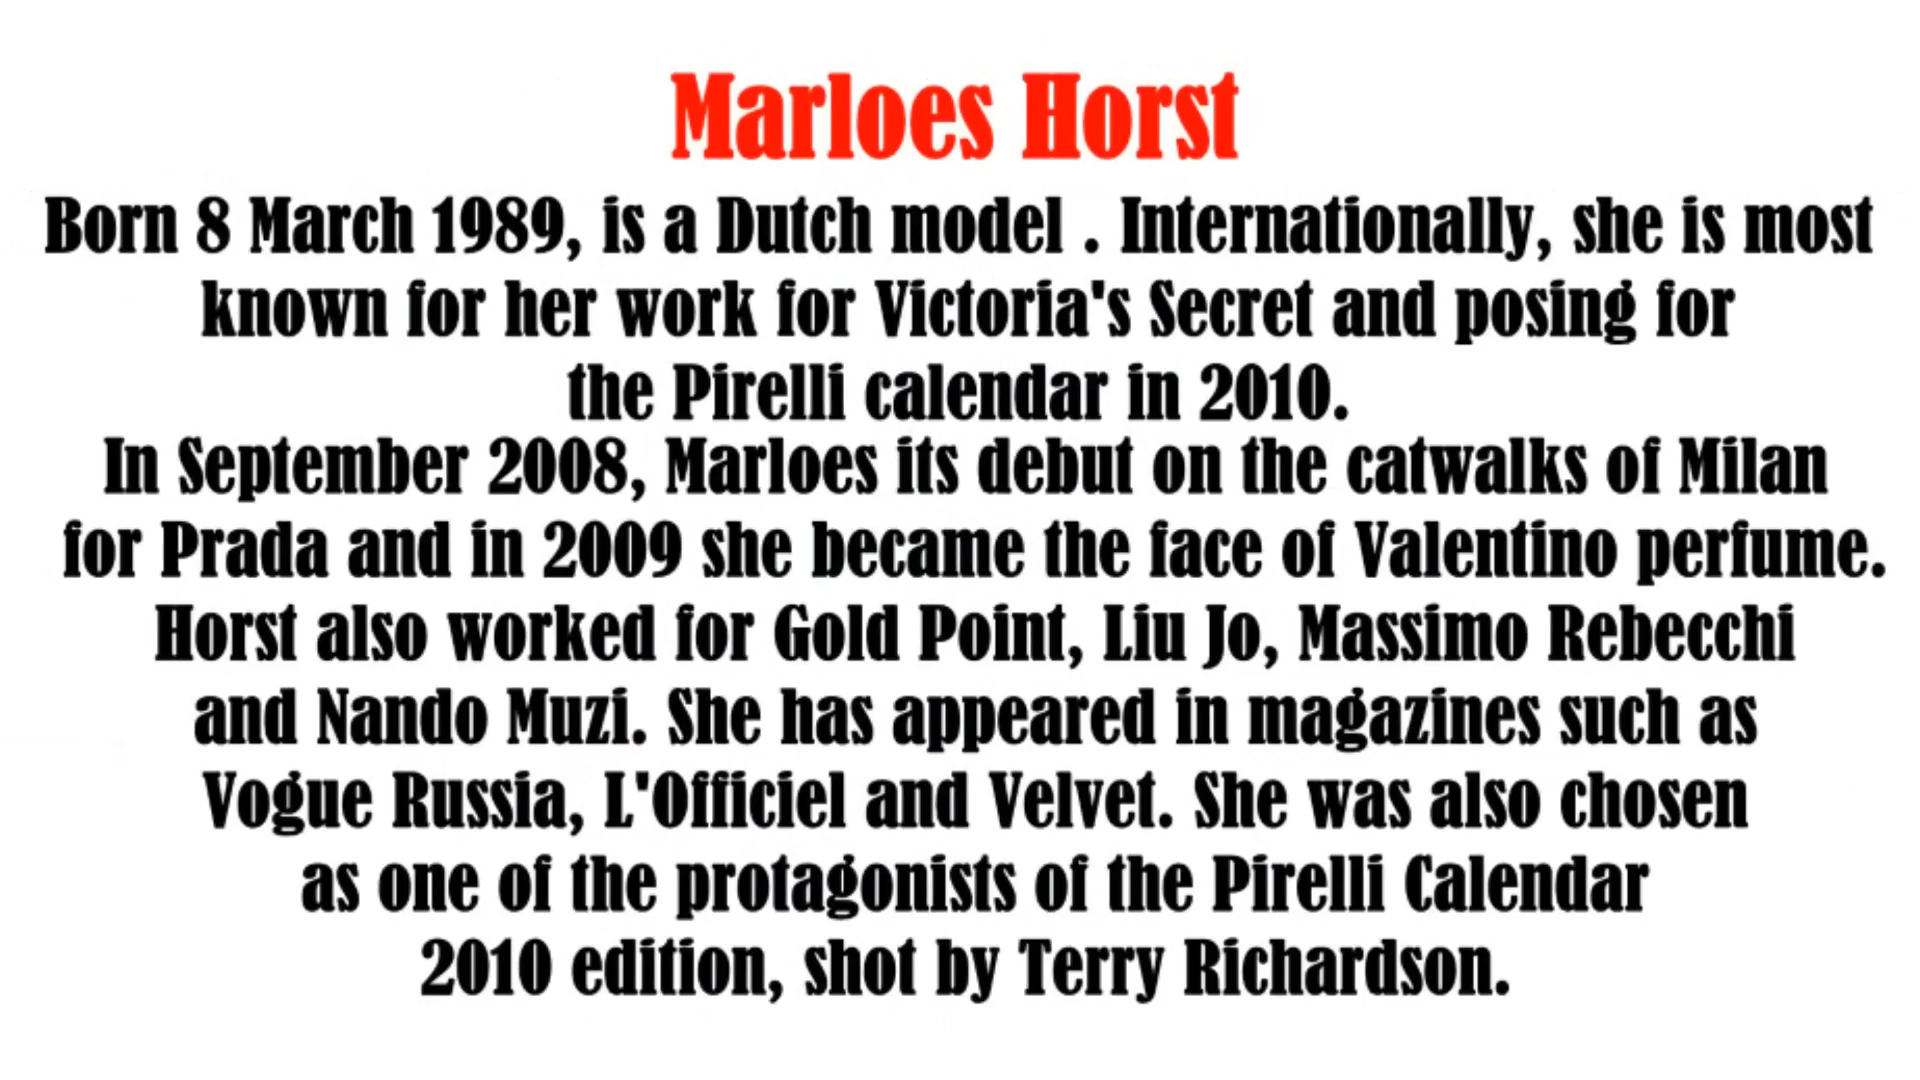 Marloes Horst
Born 8 March 1989, is a Dutch model . Internationally, she is most
known for her work for Victoria's Secret and posing for
the Pirelli calendar in 2010.
In September 2008, Marloes its debut on the catwalks of Milan
for Prada and in 2009 she became the face of Valentino perfume.
Horst also worked for Gold Point, Liu Jo, Massimo Rebecchi
and Nando Muzi. She has appeared in magazines such as
Vogue Russia, L'Officiel and Velvet. She was also chosen
as one of the protagonists of the Pirelli Calendar
2010 edition, shot by Terry Richardson.